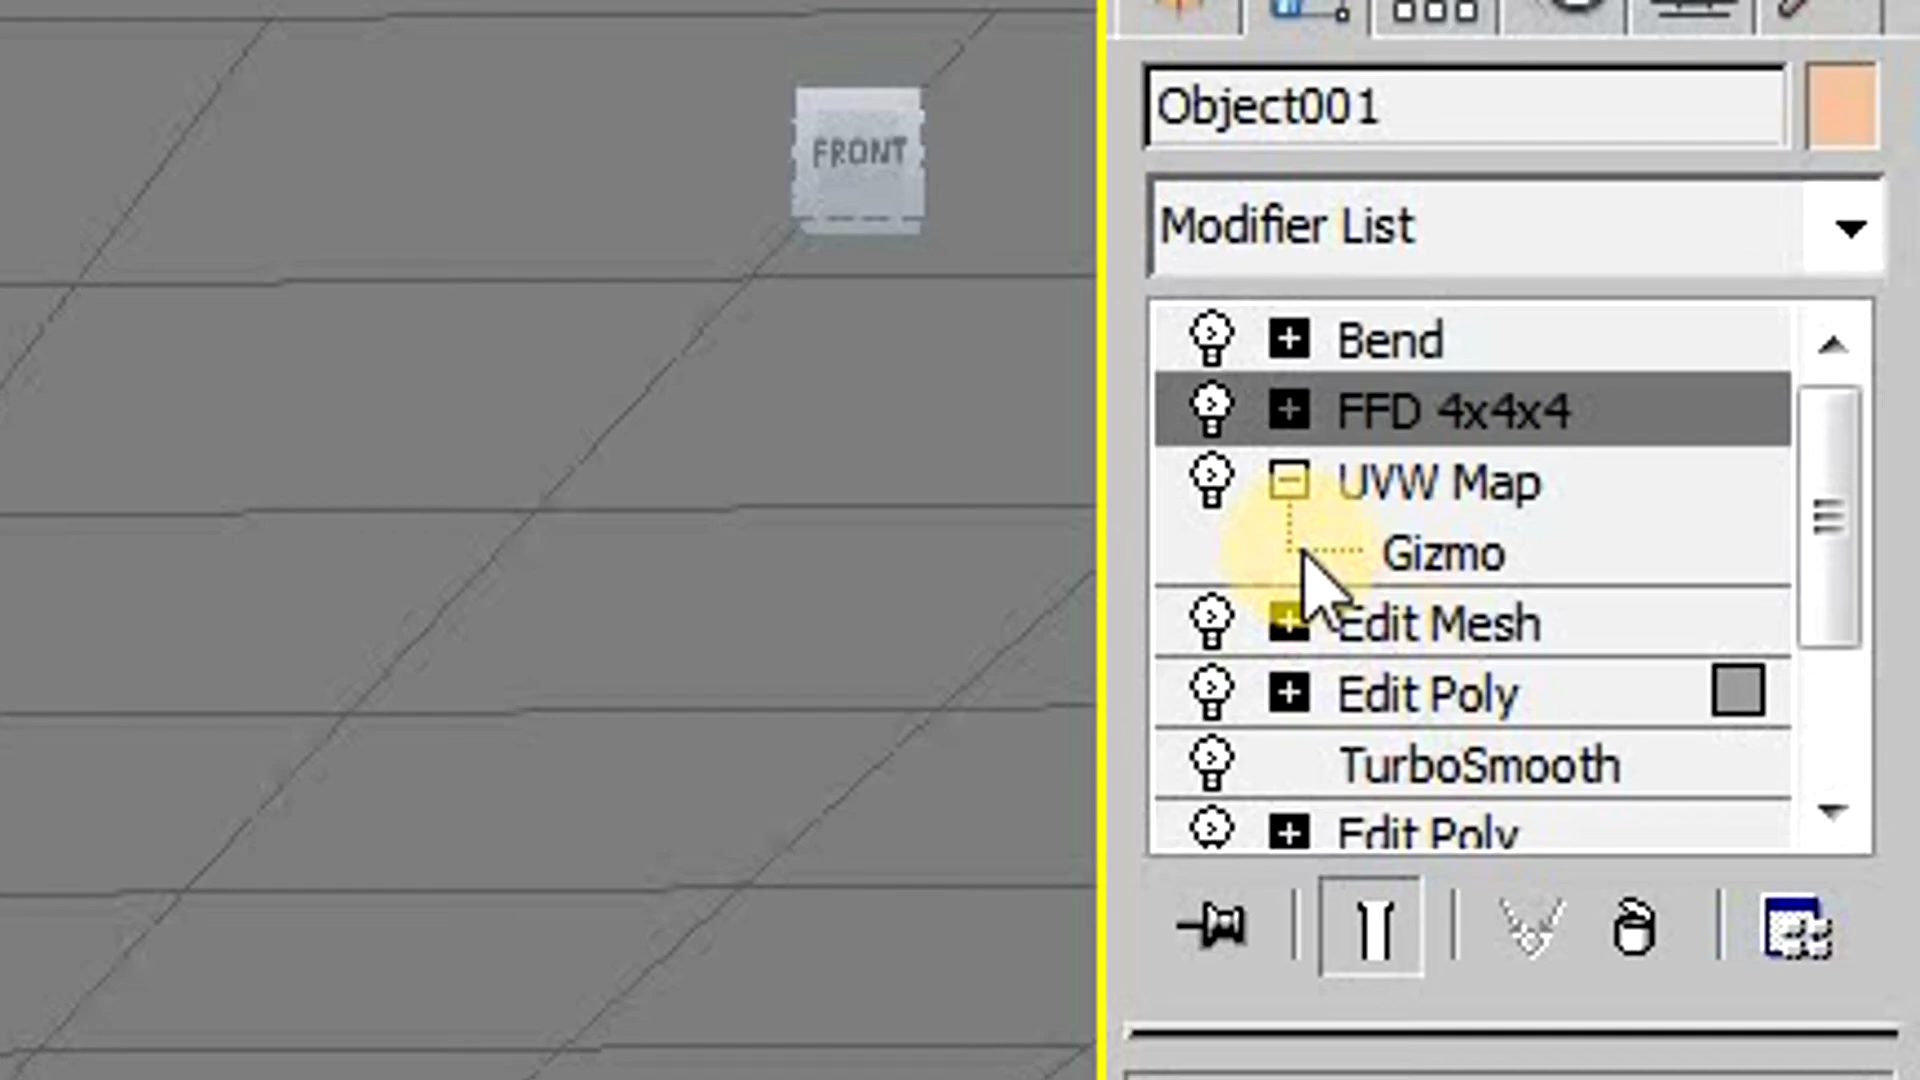 FRONT
Object001
Modifier List
Bend
FFD 4x4x4
UVW Map
Gizmo
Edit Mesh
Edit Poly
TurboSmooth
Edit Poly